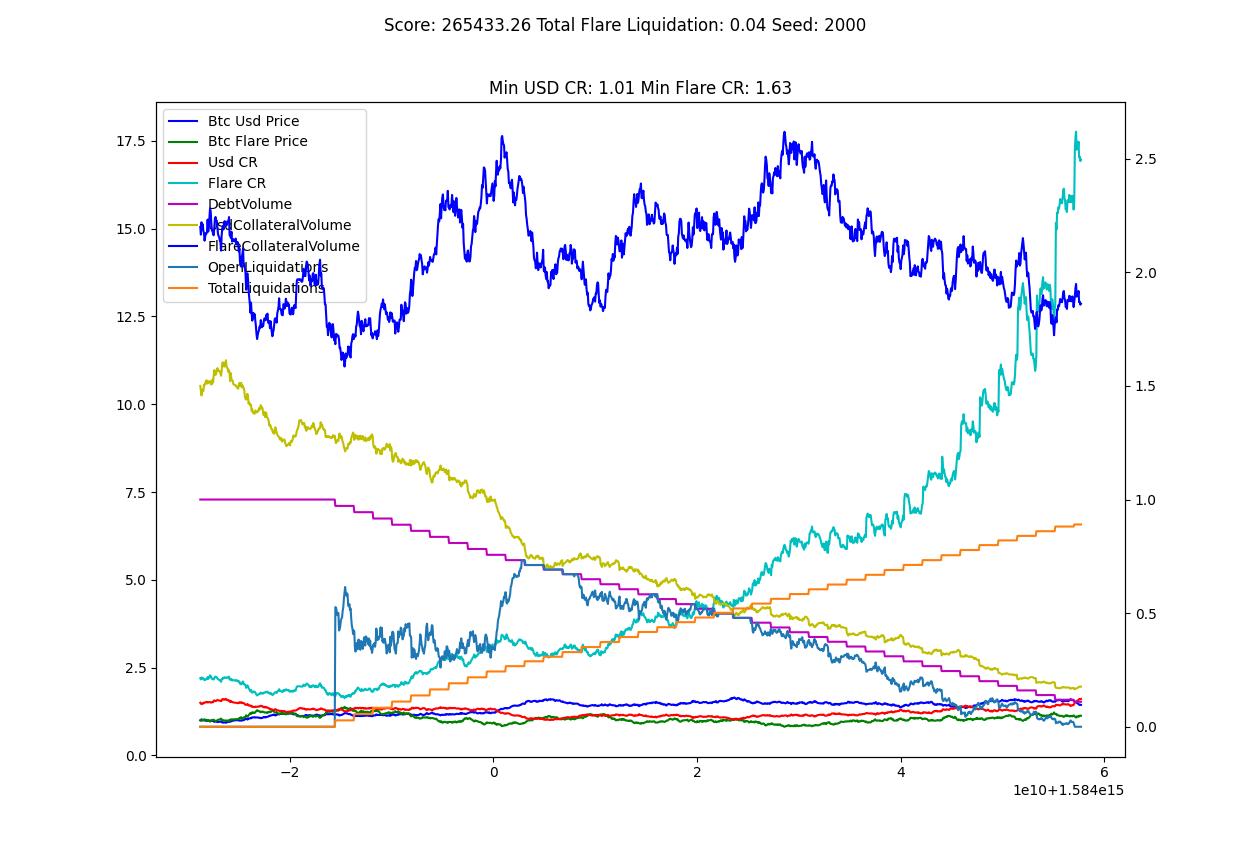 Score: 265433.26 Total Flare Liquidation: 0.04 Seed: 2000
Min USD CR: 1.01 Min Flare CR: 1.63
Btc Usd Price
Btc Flare Price
Usd CR
Flare CR
DebtVolume
UsdCollateralVolume
FlareCollateralVolume
OpenLiquidations
TotalLiquidations
17.5
15.0
12.5
10.0
7.5
5.0
2.5
0.0
2.5
2.0
1.5
1.0
0.5
0.0
−2
0
2
4
6
1e10+1.584e15